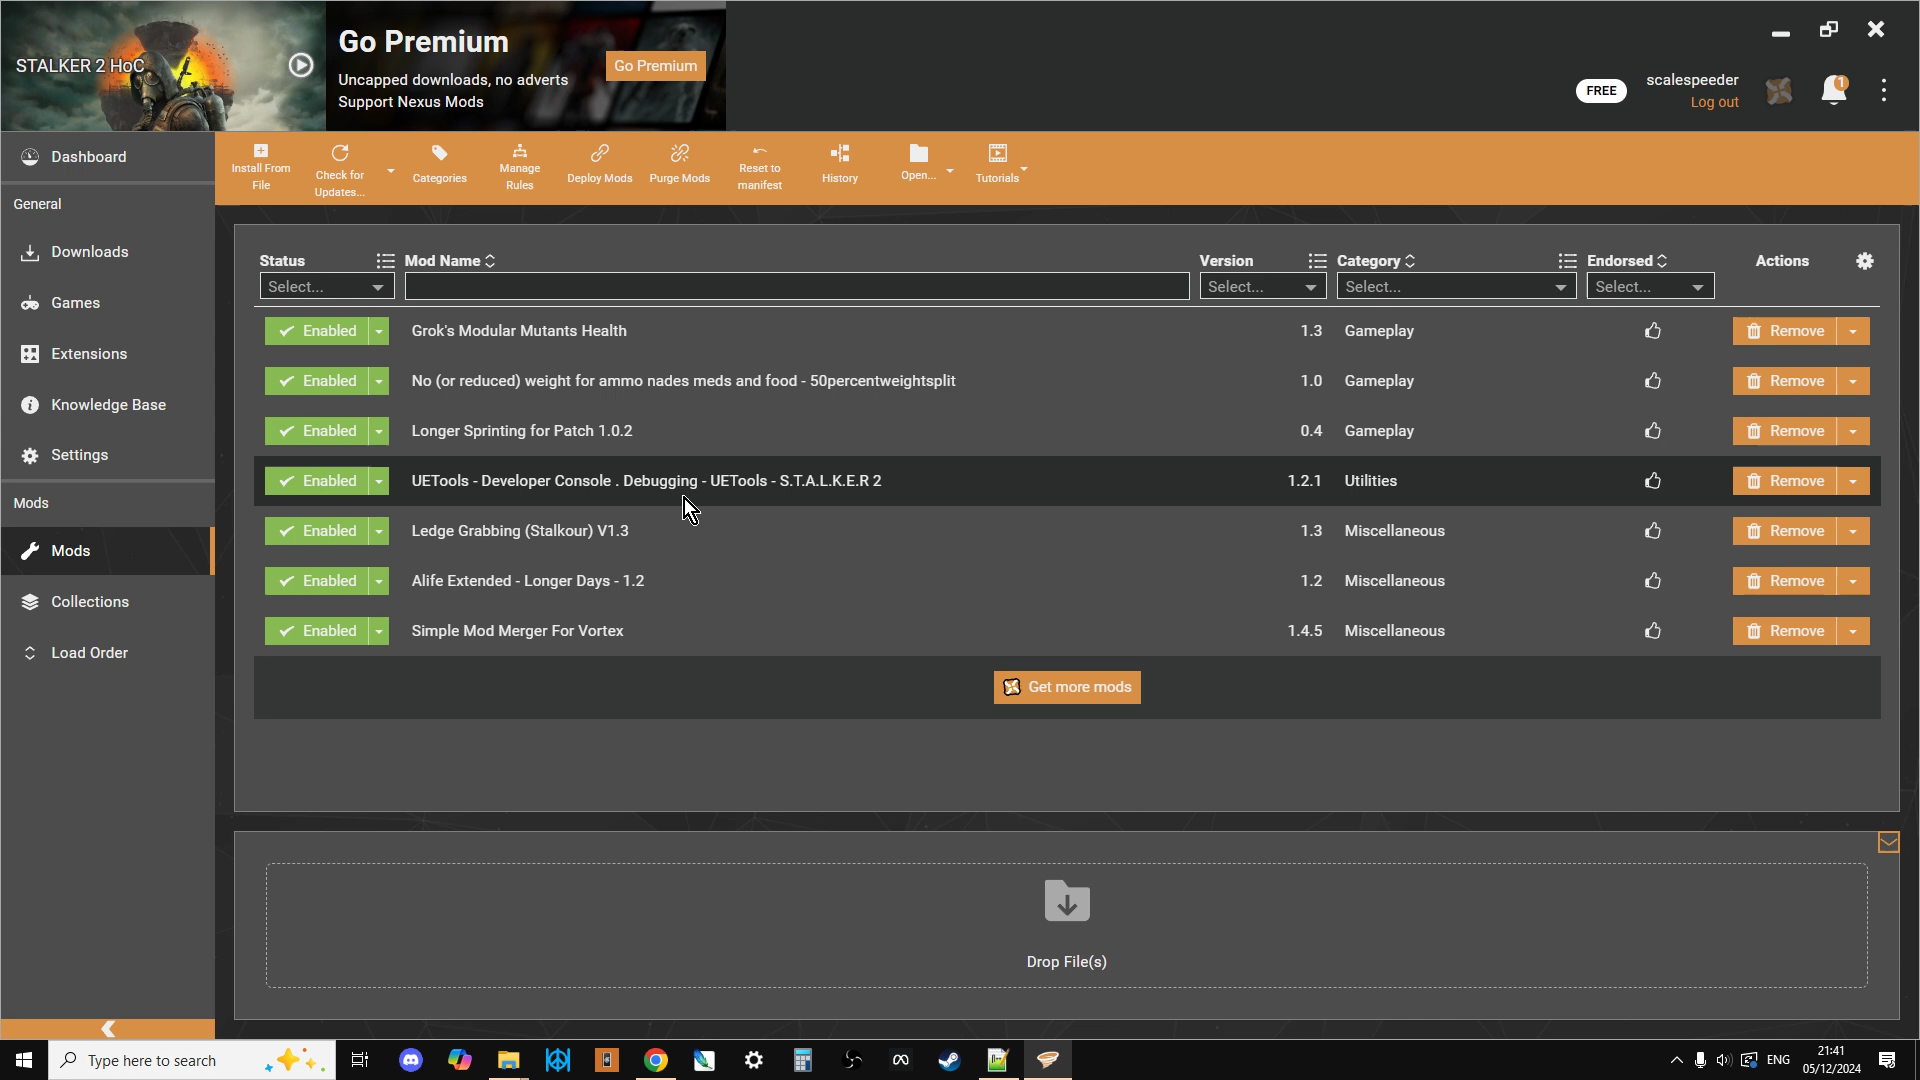 STALKER 2 HoC
Go Premium
Uncapped downloads, no adverts
Support Nexus Mods
Go Premium
FREE
scalespeeder
Log out
1
Dashboard
General
Downloads
Games
Extensions
Knowledge Base
Settings
Mods
Mods
Collections
Load Order
Install From File
Check for Updates...
Categories
Manage Rules
Deploy Mods
Purge Mods
Reset to manifest
History
Open...
Tutorials
Status Mod Name Version Category Endorsed Actions
Select... Select... Select... Select...
Enabled Grok's Modular Mutants Health 1.3 Gameplay Remove
Enabled No (or reduced) weight for ammo nades meds and food - 50percentweightsplit 1.0 Gameplay Remove
Enabled Longer Sprinting for Patch 1.0.2 0.4 Gameplay Remove
Enabled UETools - Developer Console . Debugging - UETools - S.T.A.L.K.E.R 2 1.2.1 Utilities Remove
Enabled Ledge Grabbing (Stalkour) V1.3 1.3 Miscellaneous Remove
Enabled Alife Extended - Longer Days - 1.2 1.2 Miscellaneous Remove
Enabled Simple Mod Merger For Vortex 1.4.5 Miscellaneous Remove
Get more mods
Drop File(s)
Type here to search
ENG
21:41
05/12/2024